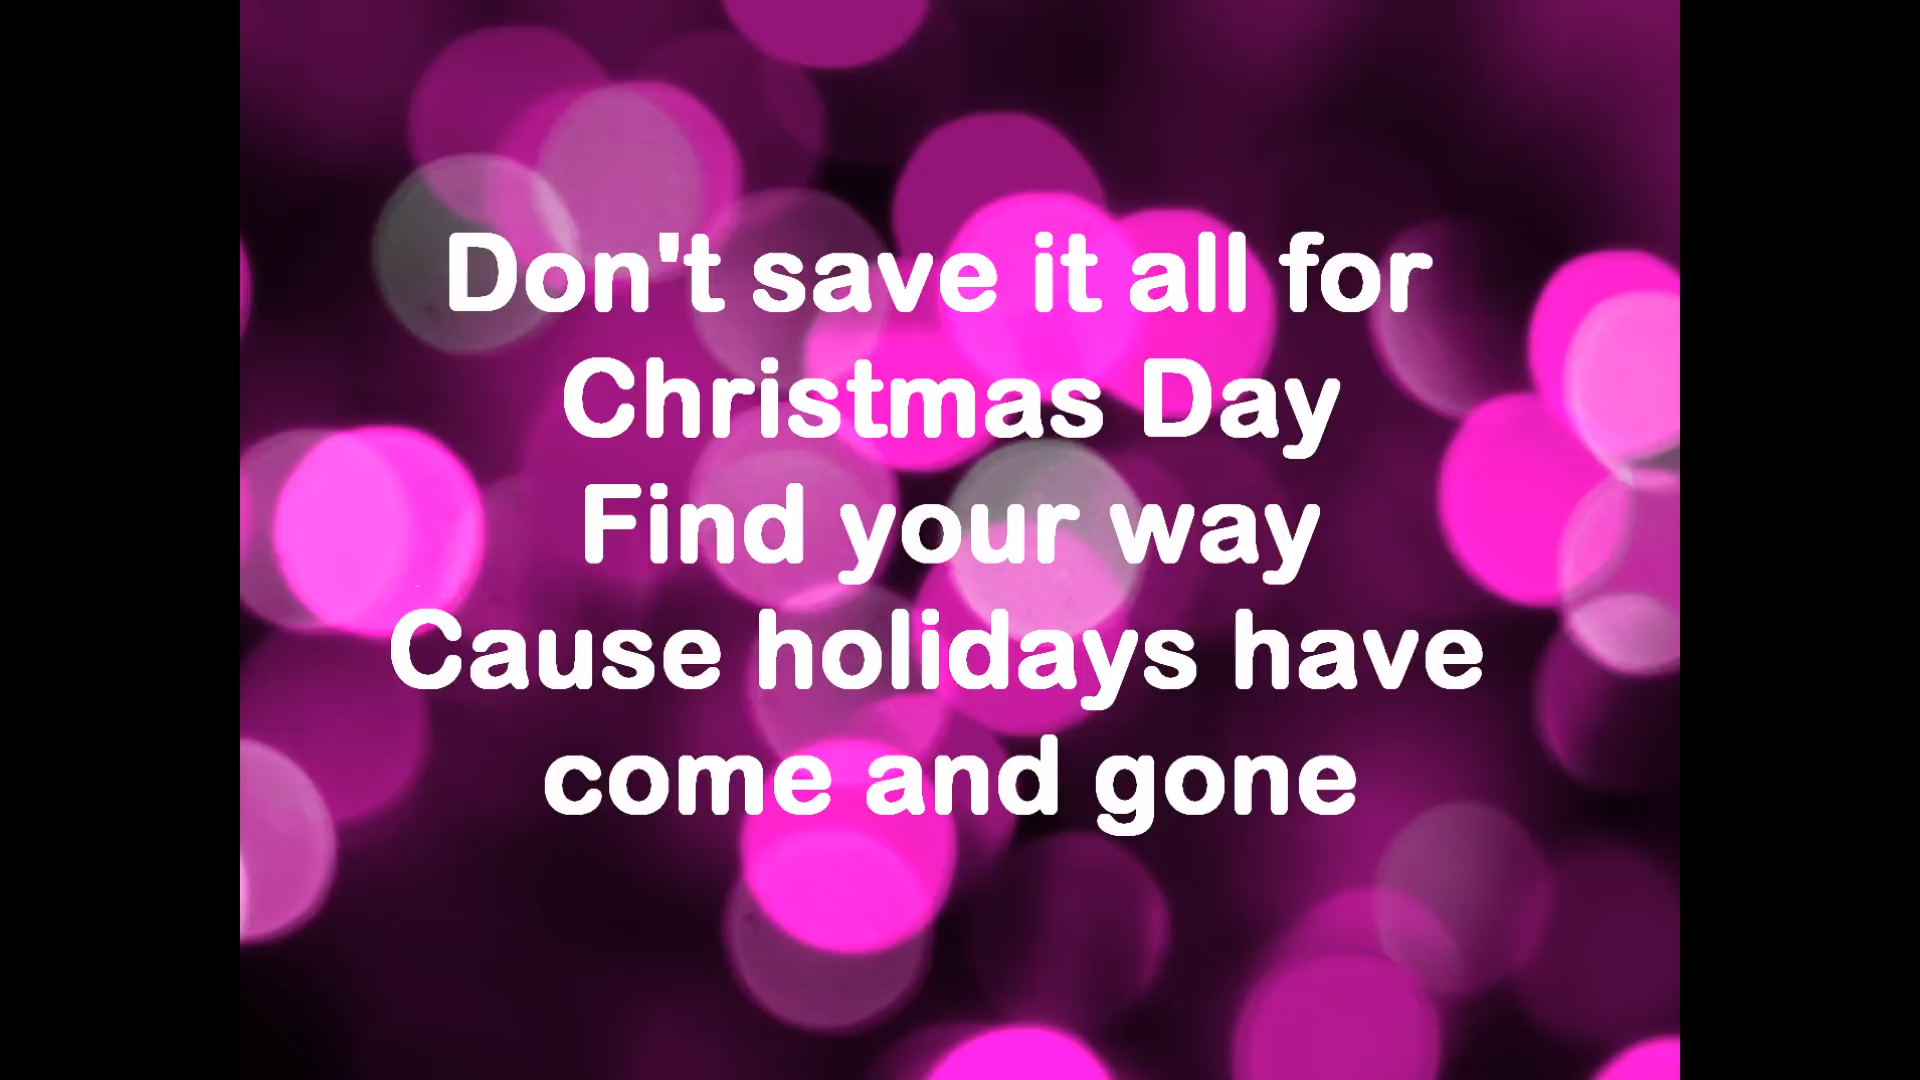 Don't save it all for
Christmas Day
Find your way
Cause holidays have
come and gone